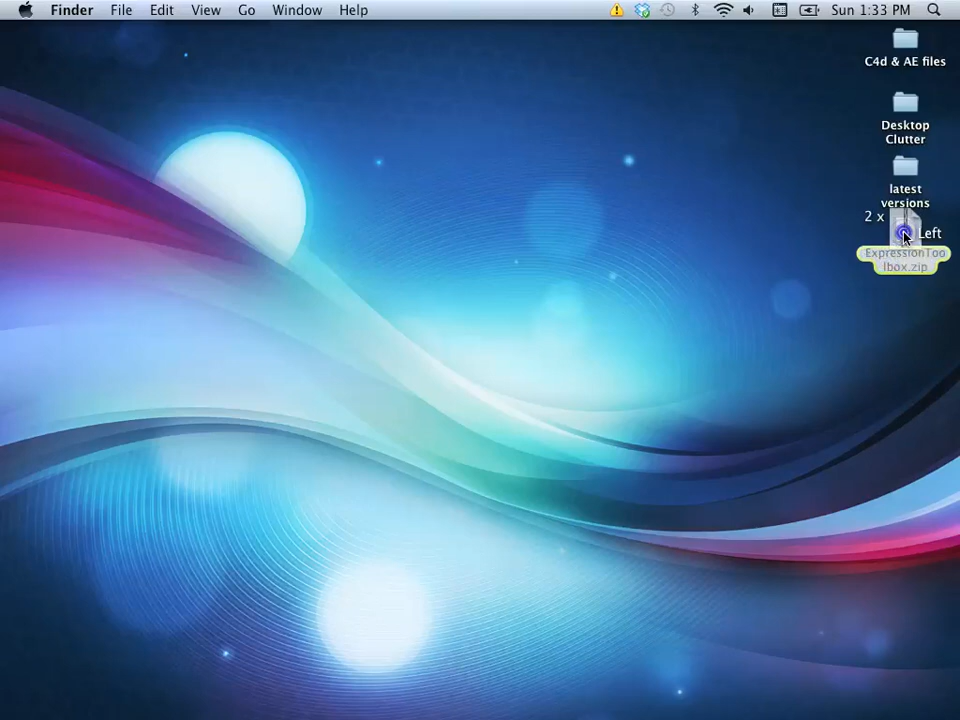 Finder File Edit View Go Window Help Sun 1:33 PM
C4d & AE files
Desktop
Clutter
latest
versions
2 x Left
ExpressionToo
lbox.zip